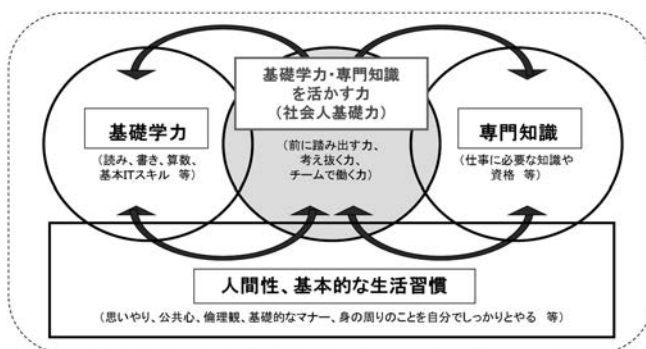 基礎学力・専門知識
を活かす力
(社会人基礎力)
基礎学力
(読み、書き、算数、
基本ITスキル 等)
(前に踏み出す力、
考え抜く力、
チームで働く力)
専門知識
(仕事に必要な知識や
資格 等)
人間性、基本的な生活習慣
(思いやり、公共心、倫理観、基礎的なマナー、身の周りのことを自分でしっかりとやる 等)